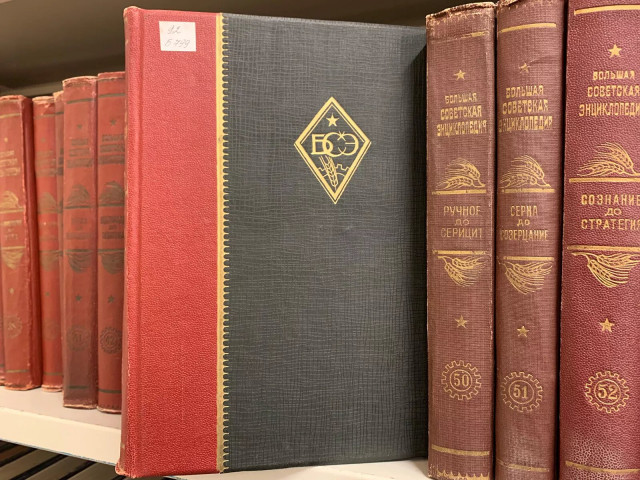 БСЭ
БОЛЬШАЯ
СОВЕТСКАЯ
ЭНЦИКЛОПЕДИЯ
РУЧНОЕ
ДО
СЕРИЦИТ
50
БОЛЬШАЯ
СОВЕТСКАЯ
ЭНЦИКЛОПЕДИЯ
СЕРИЦ
ДО
СОЗЕРЦАНИЕ
51
БОЛЬШАЯ
СОВЕТСКАЯ
ЭНЦИКЛОПЕДИЯ
СОЗНАНИЕ
ДО
СТРАТЕГИЯ
52